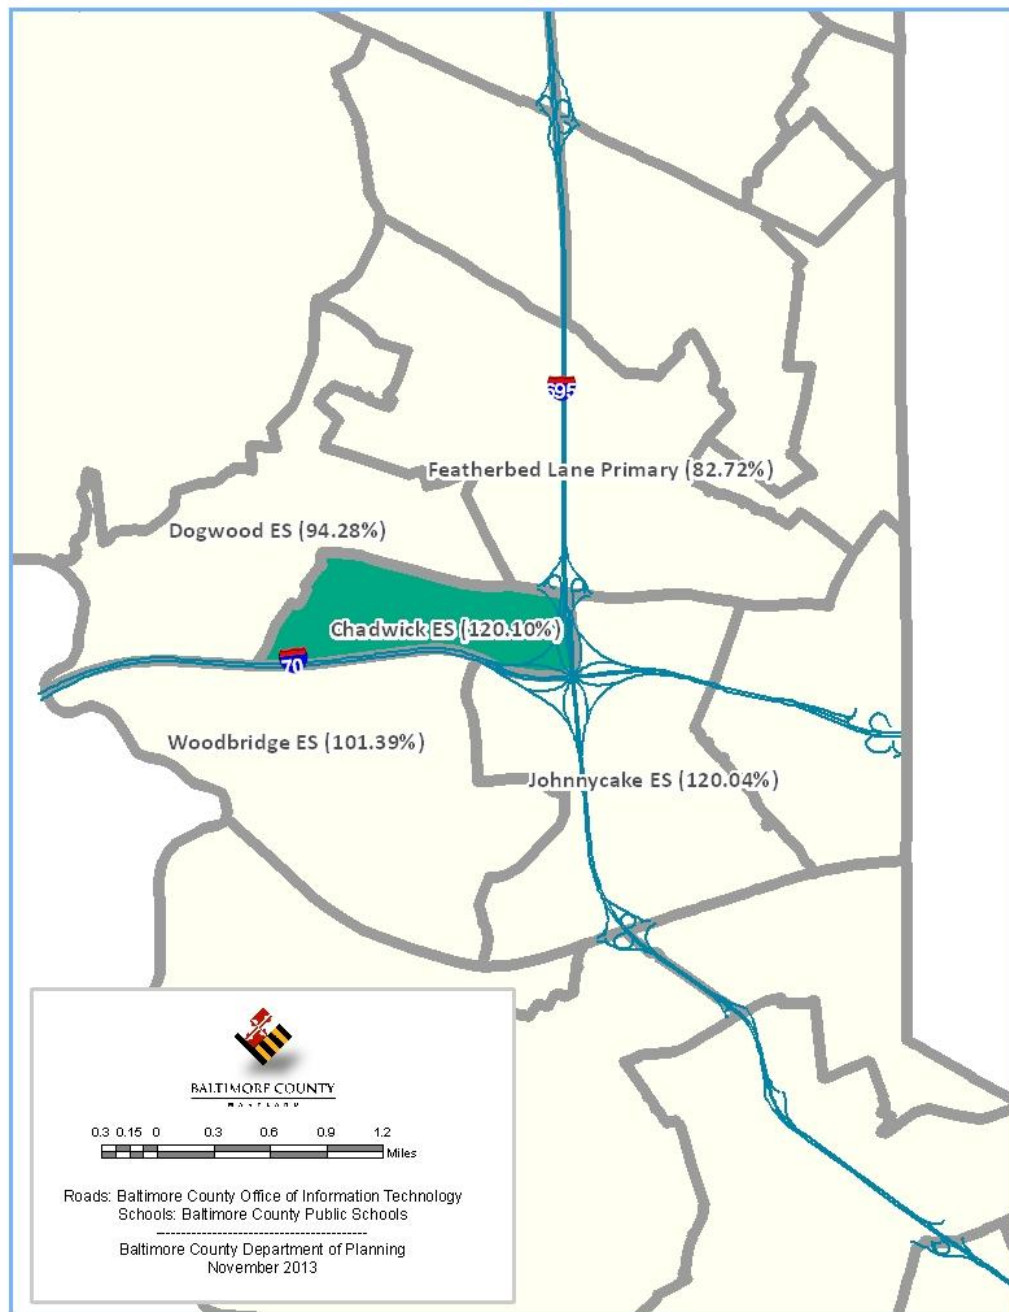 695
Featherbed Lane Primary (82.72%)
Dogwood ES (94.28%)
Chadwick ES (120.10%)
70
Woodbridge ES (101.39%)
Johnnycake ES (120.04%)
BALTIMORE COUNTY
MARYLAND
0.3 0.15 0 0.3 0.6 0.9 1.2
Miles
Roads: Baltimore County Office of Information Technology
Schools: Baltimore County Public Schools
Baltimore County Department of Planning
November 2013